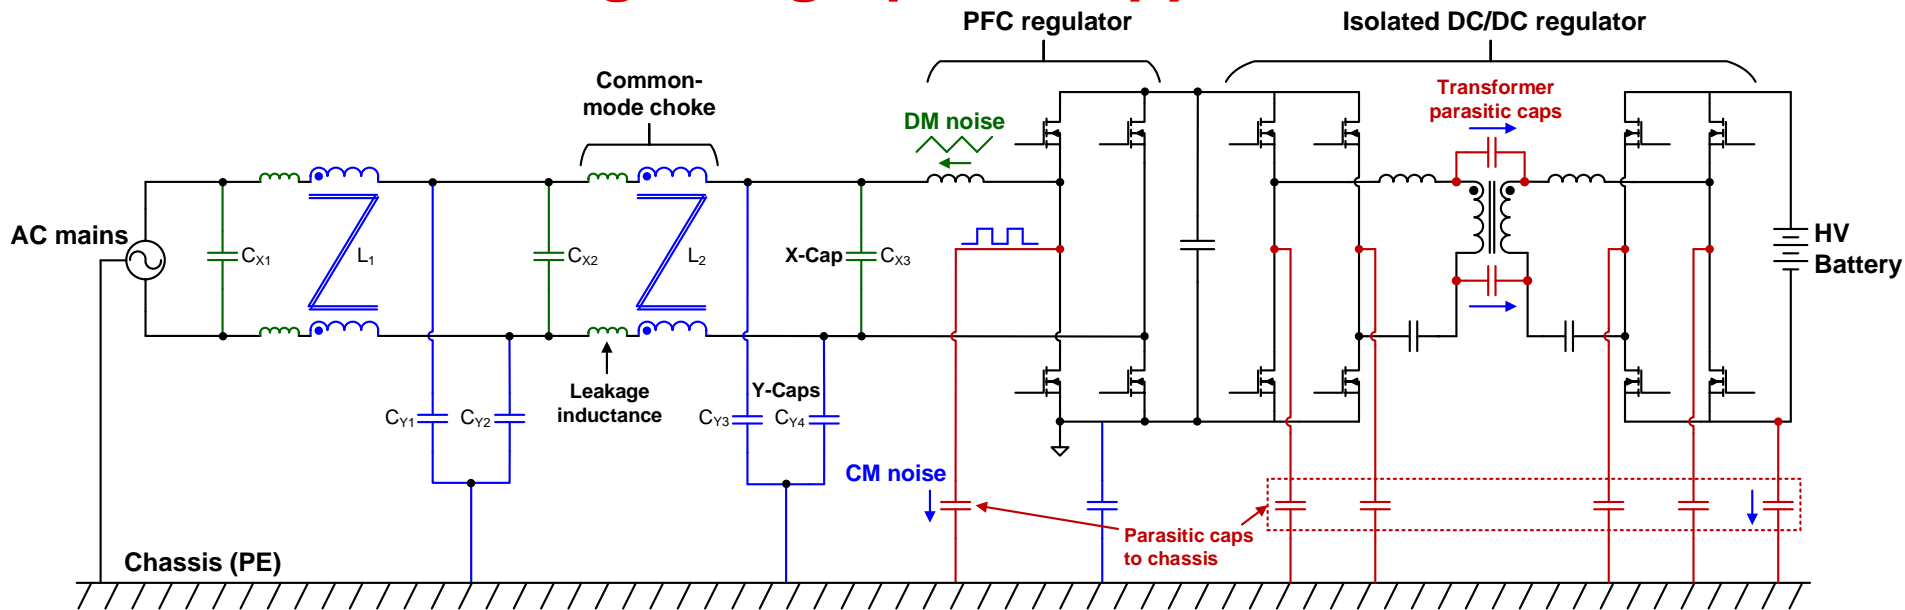 PFC regulator
Isolated DC/DC regulator
Common-
mode choke
DM noise
Transformer
parasitic caps
AC mains
CX1
L1
CX2
L2
X-Cap
CX3
HV
Battery
Leakage
inductance
Y-Caps
CY1
CY2
CY3
CY4
CM noise
Parasitic caps
to chassis
Chassis (PE)